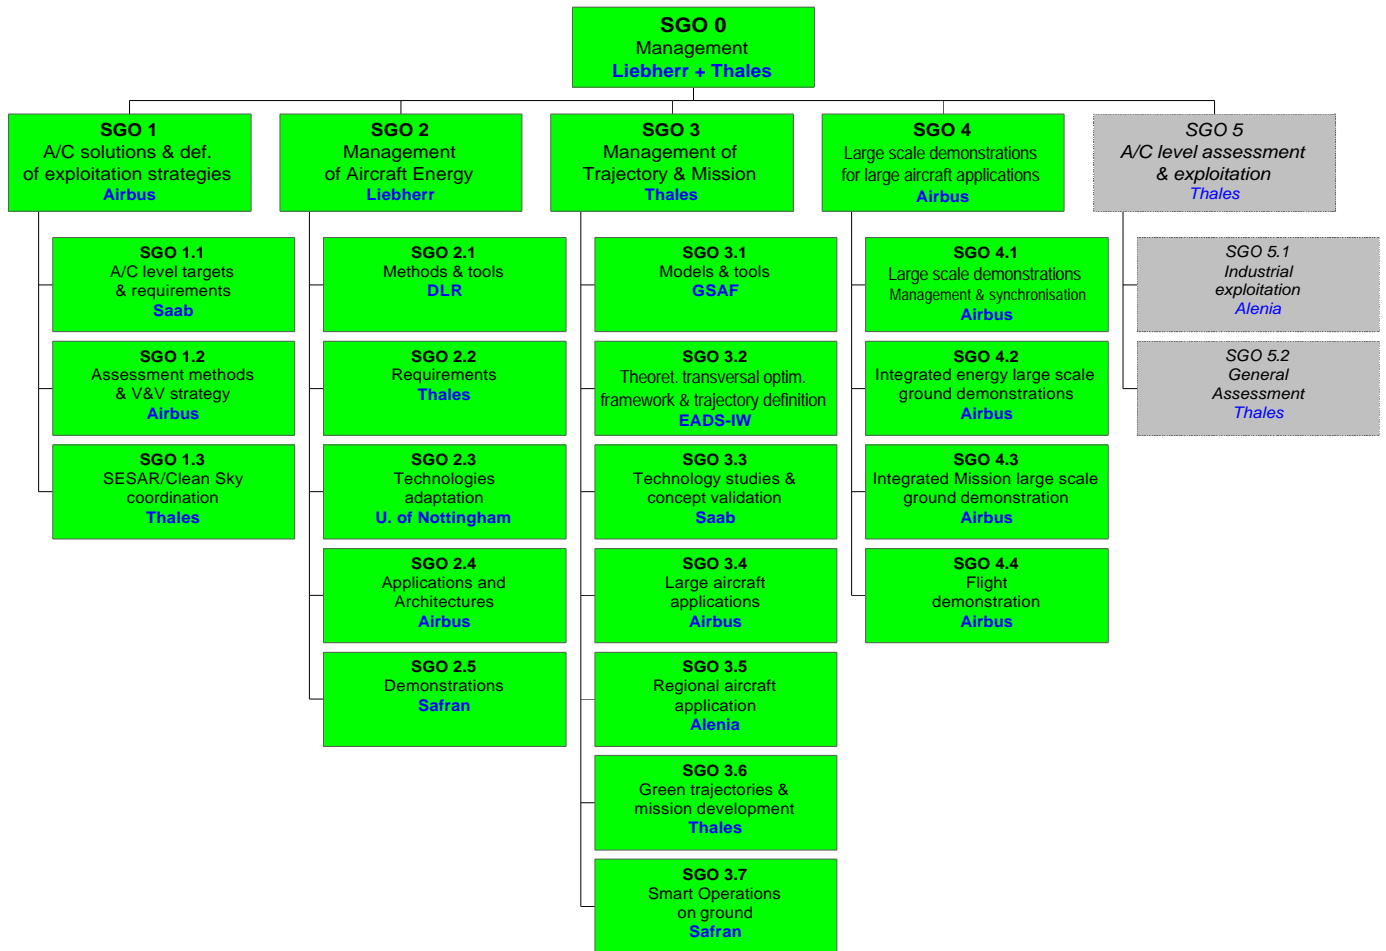 SGO 0
Management
Liebherr + Thales
SGO 1
A/C solutions & def.
of exploitation strategies
Airbus
SGO 1.1
A/C level targets
& requirements
Saab
SGO 1.2
Assessment methods
& V&V strategy
Airbus
SGO 1.3
SESAR/Clean Sky
coordination
Thales
SGO 2
Management
of Aircraft Energy
Liebherr
SGO 2.1
Methods & tools
DLR
SGO 2.2
Requirements
Thales
SGO 2.3
Technologies
adaptation
U. of Nottingham
SGO 2.4
Applications and
Architectures
Airbus
SGO 2.5
Demonstrations
Safran
SGO 3
Management of
Trajectory & Mission
Thales
SGO 3.1
Models & tools
GSAF
SGO 3.2
Theoret. transversal optim.
framework & trajectory definition
EADS-IW
SGO 3.3
Technology studies &
concept validation
Saab
SGO 3.4
Large aircraft
applications
Airbus
SGO 3.5
Regional aircraft
application
Alenia
SGO 3.6
Green trajectories &
mission development
Thales
SGO 3.7
Smart Operations
on ground
Safran
SGO 4
Large scale demonstrations
for large aircraft applications
Airbus
SGO 4.1
Large scale demonstrations
Management & synchronisation
Airbus
SGO 4.2
Integrated energy large scale
ground demonstrations
Airbus
SGO 4.3
Integrated Mission large scale
ground demonstration
Airbus
SGO 4.4
Flight
demonstration
Airbus
SGO 5
A/C level assessment
& exploitation
Thales
SGO 5.1
Industrial
exploitation
Alenia
SGO 5.2
General
Assessment
Thales